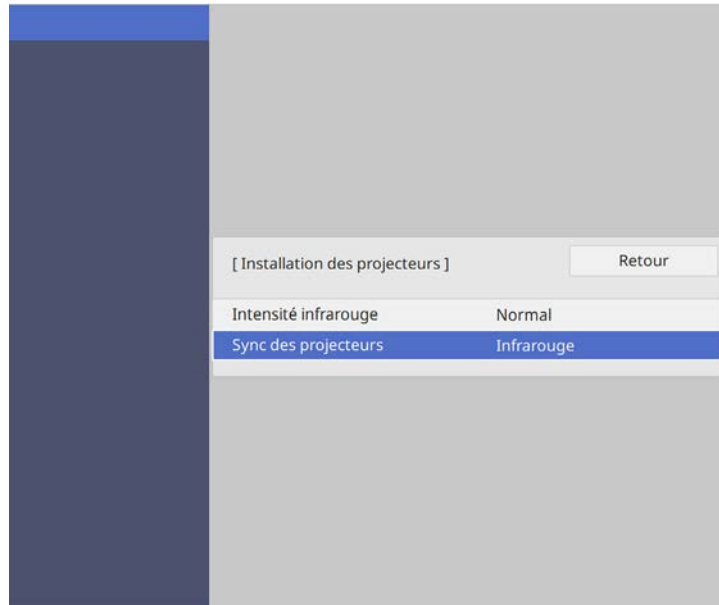 [ Installation des projecteurs ] Retour
Intensité infrarouge Normal
Sync des projecteurs Infrarouge